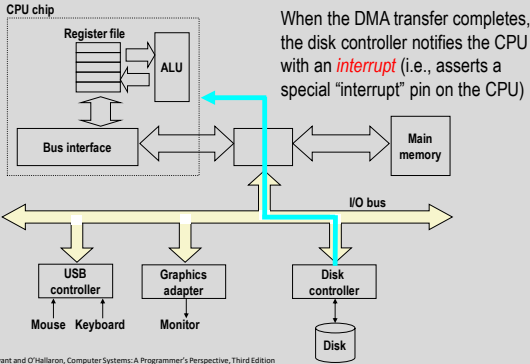 CPU chip
Register file
ALU
Bus interface
When the DMA transfer completes,
the disk controller notifies the CPU
with an interrupt (i.e., asserts a
special “interrupt” pin on the CPU)
Main
memory
I/O bus
USB
controller
Graphics
adapter
Disk
controller
Mouse Keyboard
Monitor
Disk
and O’Hallaron, Computer Systems: A Programmer’s Perspective, Third Edition